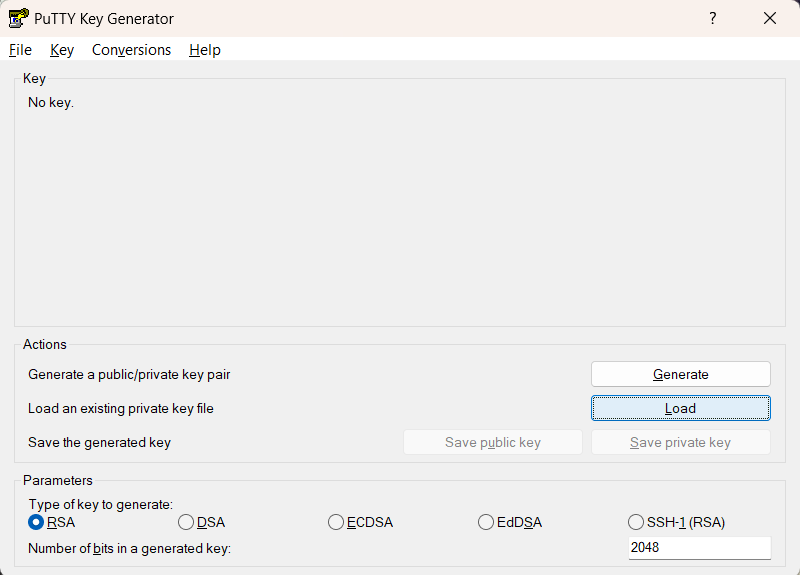 PuTTY Key Generator ?
File Key Conversions Help
Key
No key.
Actions
Generate a public/private key pair Generate
Load an existing private key file Load
Save the generated key Save public key Save private key
Parameters
Type of key to generate:
RSA DSA ECDSA EdDSA SSH-1 (RSA)
Number of bits in a generated key: 2048